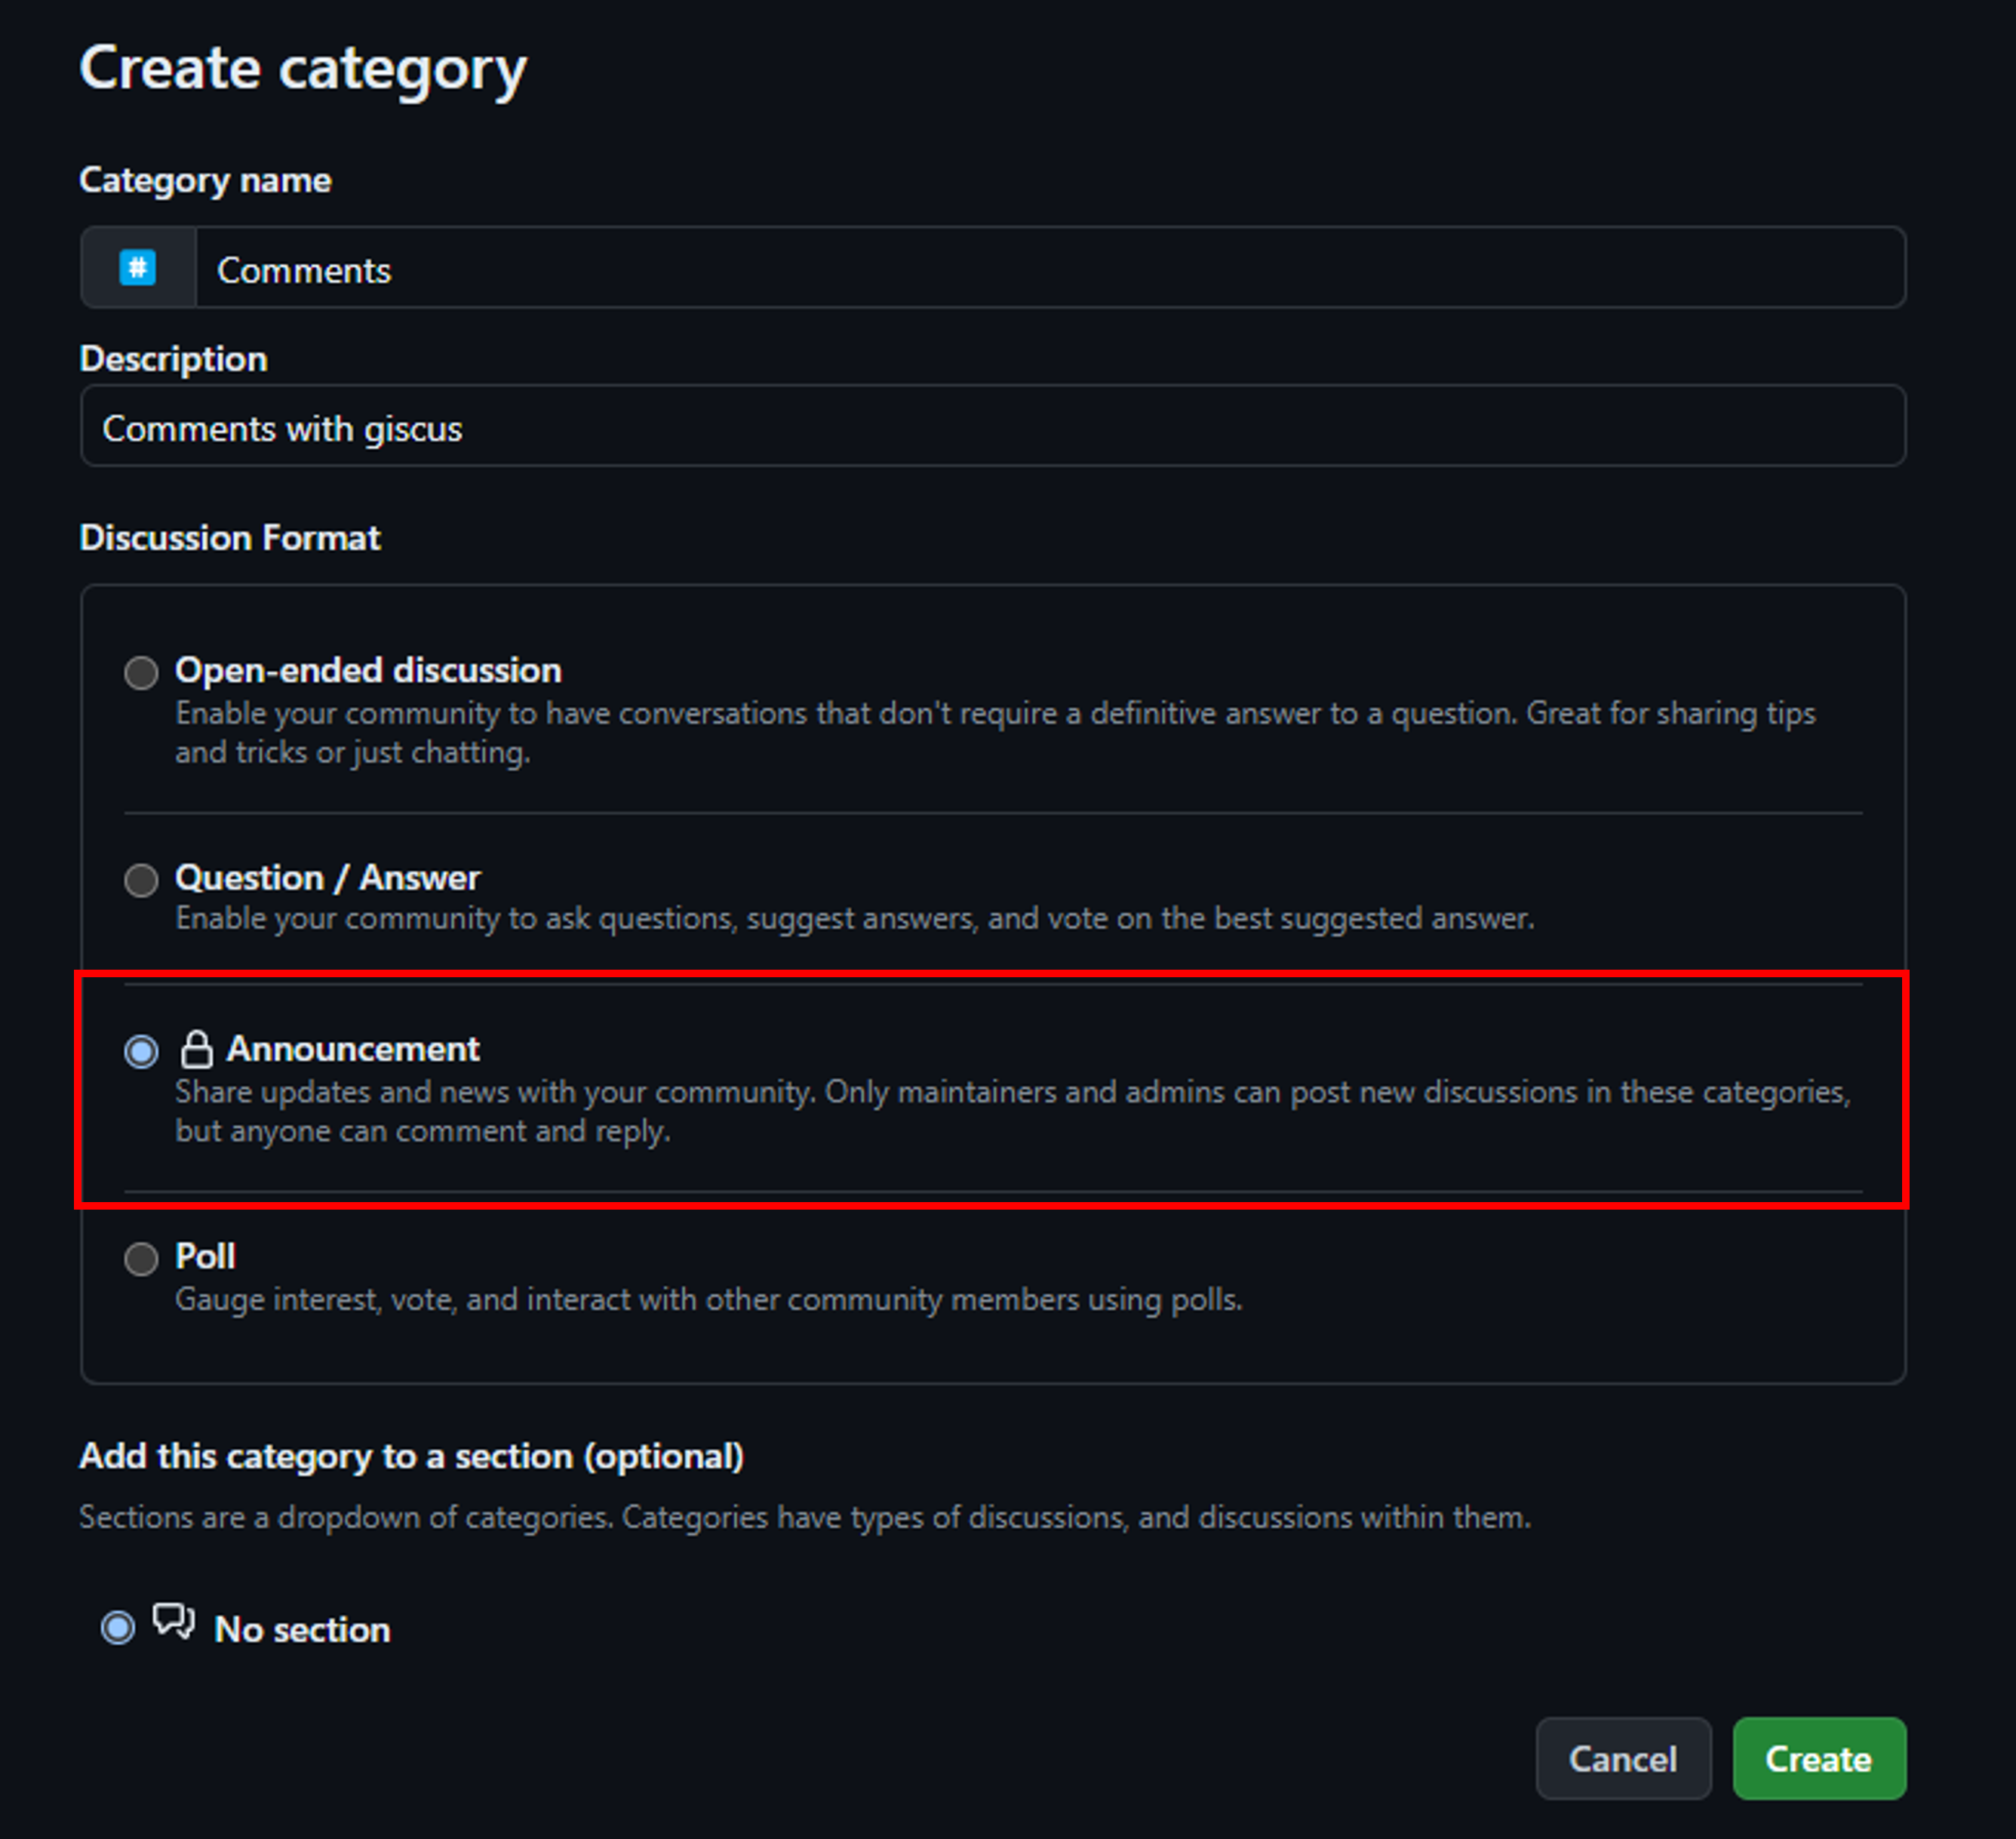 Create category
Category name
# Comments
Description
Comments with giscus
Discussion Format
Open-ended discussion
Enable your community to have conversations that don't require a definitive answer to a question. Great for sharing tips
and tricks or just chatting.
Question / Answer
Enable your community to ask questions, suggest answers, and vote on the best suggested answer.
Announcement
Share updates and news with your community. Only maintainers and admins can post new discussions in these categories,
but anyone can comment and reply.
Poll
Gauge interest, vote, and interact with other community members using polls.
Add this category to a section (optional)
Sections are a dropdown of categories. Categories have types of discussions, and discussions within them.
No section
Cancel Create